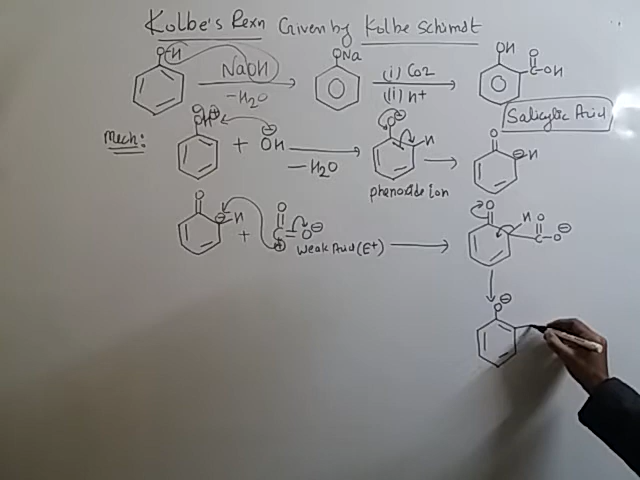 Kolbe's Rexn Given by Kolbe Schimdt
OH NaOH -H2O ONa (i) Co2 (ii) H+ OH O C-OH
Salicylic Acid
Mech: OH + OH -H2O O H O H
phenoxide ion
O H + O C O weak Acid (E+) O H O C-O
O